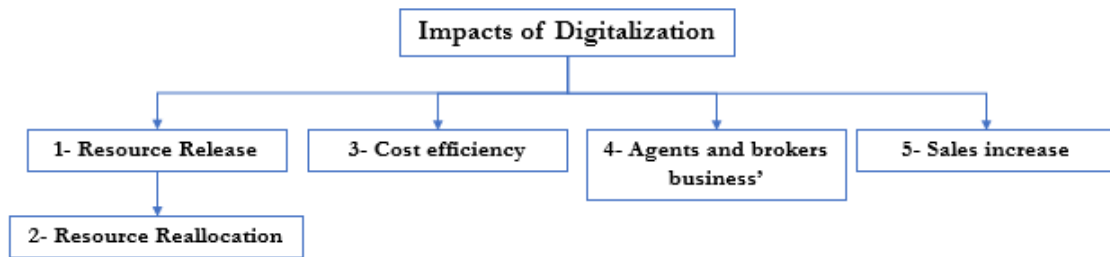 Impacts of Digitalization
1- Resource Release
3- Cost efficiency
4- Agents and brokers
business’
5- Sales increase
2- Resource Reallocation